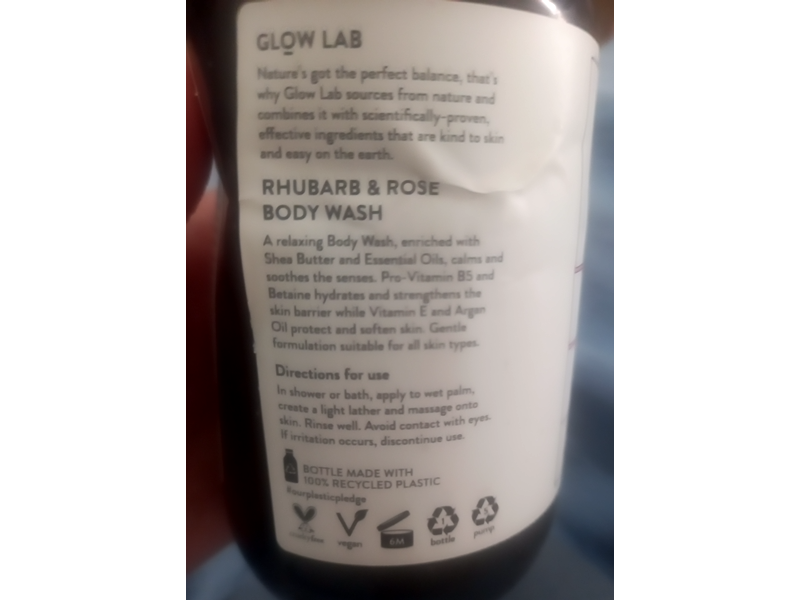 GLOW LAB
Nature's got the perfect balance, that's
why Glow Lab sources from nature and
combines it with scientifically-proven,
effective ingredients that are kind to skin
and easy on the earth.
RHUBARB & ROSE
BODY WASH
A relaxing Body Wash, enriched with
Shea Butter and Essential Oils, calms and
soothes the senses. Pro-Vitamin B5 and
Betaine hydrates and strengthens the
skin barrier while Vitamin E and Argan
Oil protect and soften skin. Gentle
formulation suitable for all skin types.
Directions for use
In shower or bath, apply to wet palm,
create a light lather and massage onto
skin. Rinse well. Avoid contact with eyes.
If irritation occurs, discontinue use.
BOTTLE MADE WITH
100% RECYCLED PLASTIC
#ourplasticpledge
vegan 6M 1 bottle 5 pump